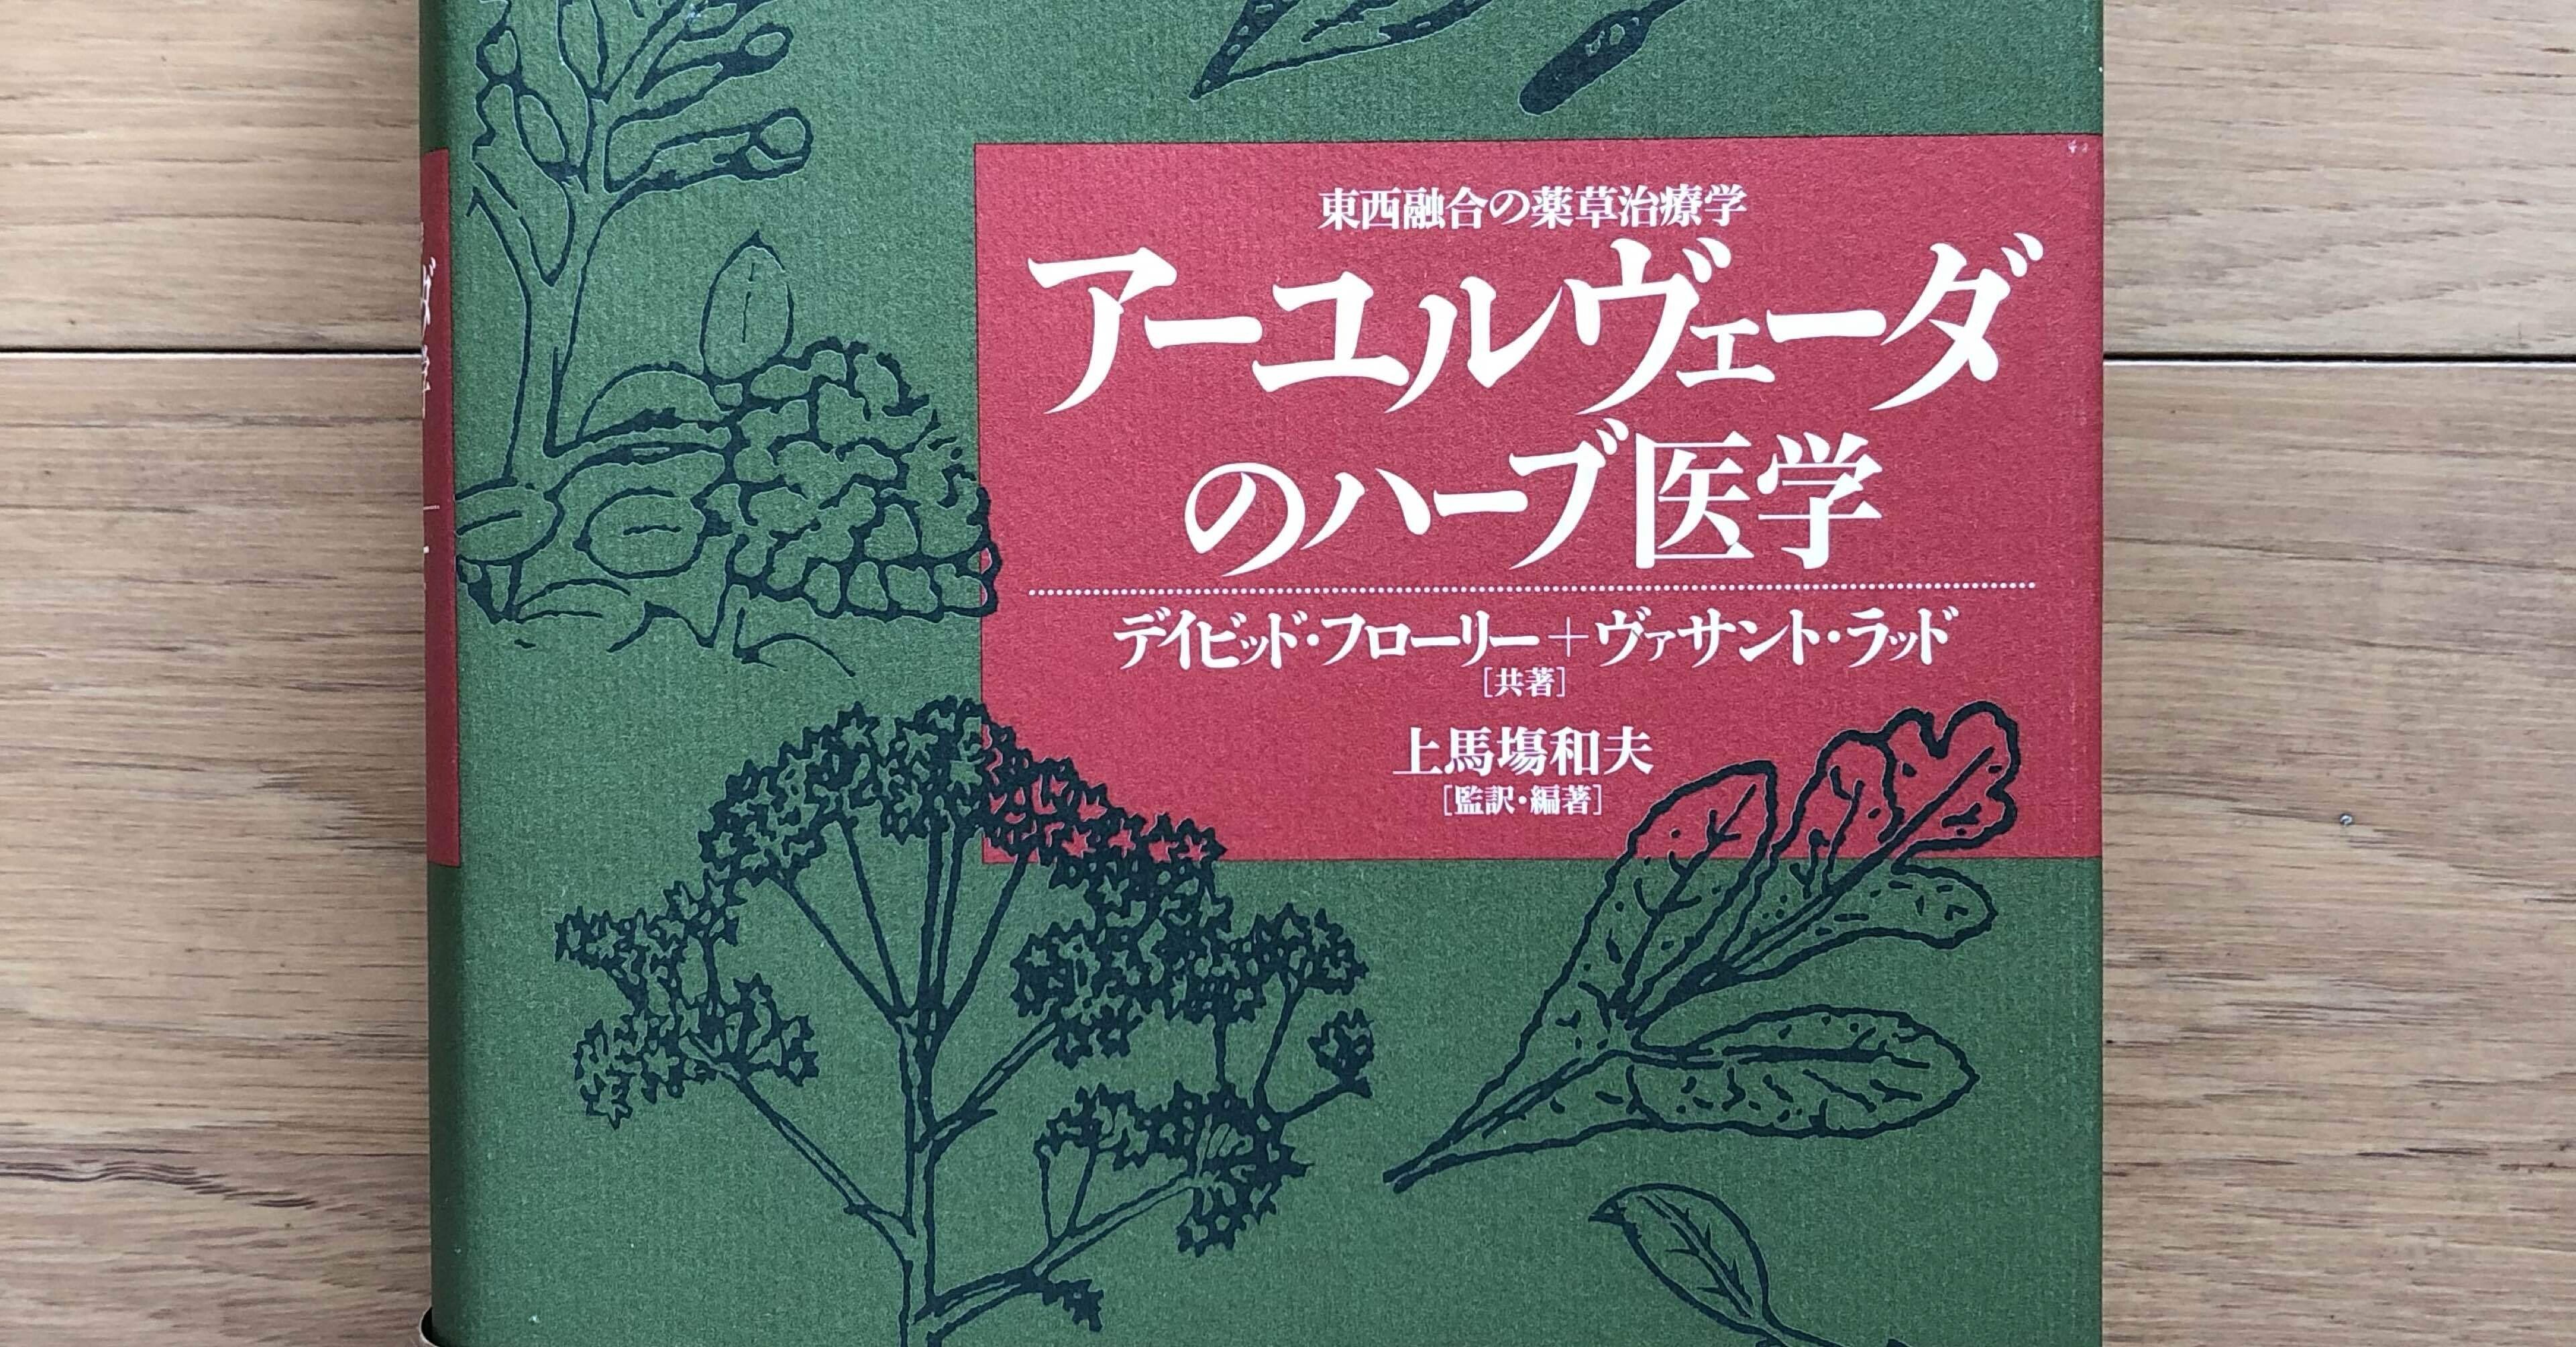 東西融合の薬草治療学
アーユルヴェーダ
のハーブ医学
デイビッド・フローリー+ヴァサント・ラッド
[共著]
上馬塲和夫
[監訳・編著]